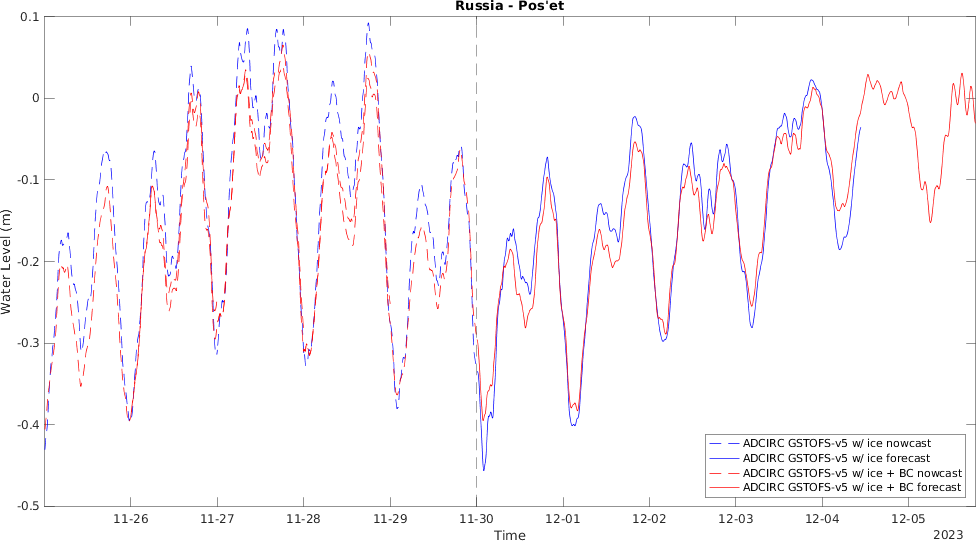 Russia - Pos'et
0.1
0
-0.1
-0.2
-0.3
-0.4
-0.5
Water Level (m)
11-26 11-27 11-28 11-29 11-30 12-01 12-02 12-03 12-04 12-05
Time
2023
ADCIRC GSTOFS-v5 w/ ice nowcast
ADCIRC GSTOFS-v5 w/ ice forecast
ADCIRC GSTOFS-v5 w/ ice + BC nowcast
ADCIRC GSTOFS-v5 w/ ice + BC forecast